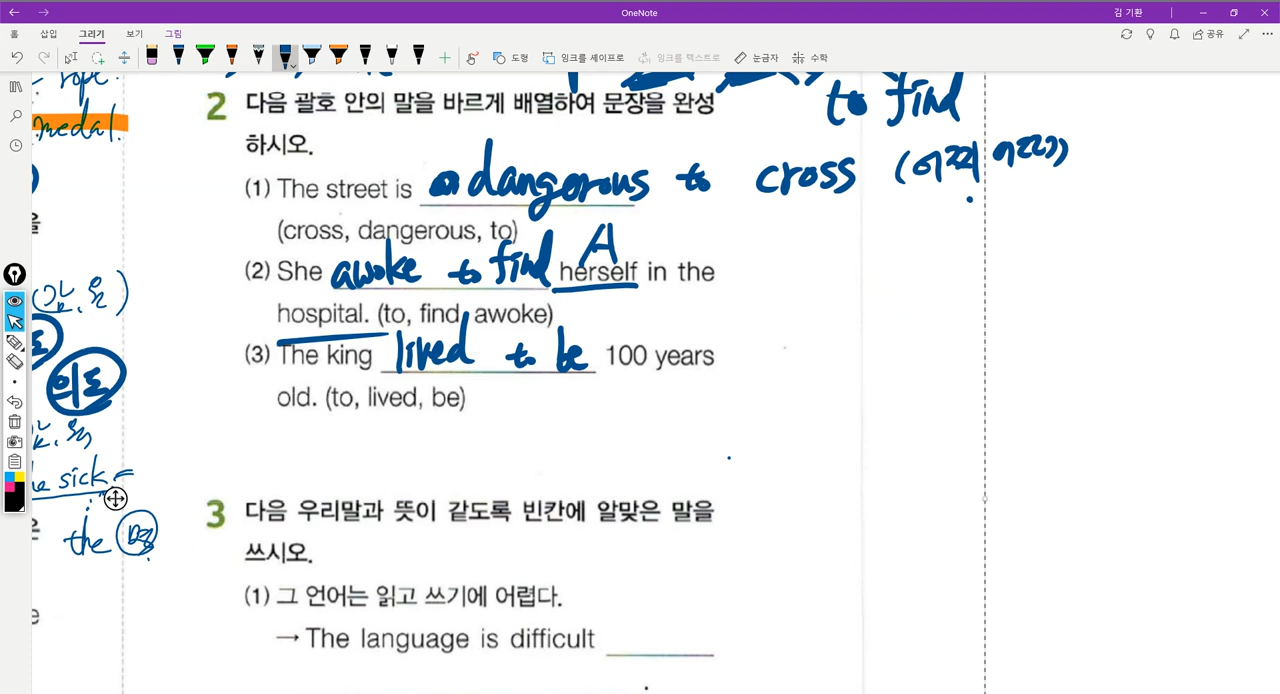 OneNote
김 기환
홈 삽입 그리기 보기 그림
공유
도형 잉크를 셰이프로 잉크를 텍스트로 눈금자 수학
rope
medal.
to find
2 다음 괄호 안의 말을 바르게 배열하여 문장을 완성
하시오.
(1) The street is dangerous to cross
(cross, dangerous, to)
(2) She awoke to find herself in the
A
hospital. (to, find, awoke)
(3) The king lived to be 100 years
old. (to, lived, be)
의도
sick =
the
3 다음 우리말과 뜻이 같도록 빈칸에 알맞은 말을
쓰시오.
(1) 그 언어는 읽고 쓰기에 어렵다.
→ The language is difficult